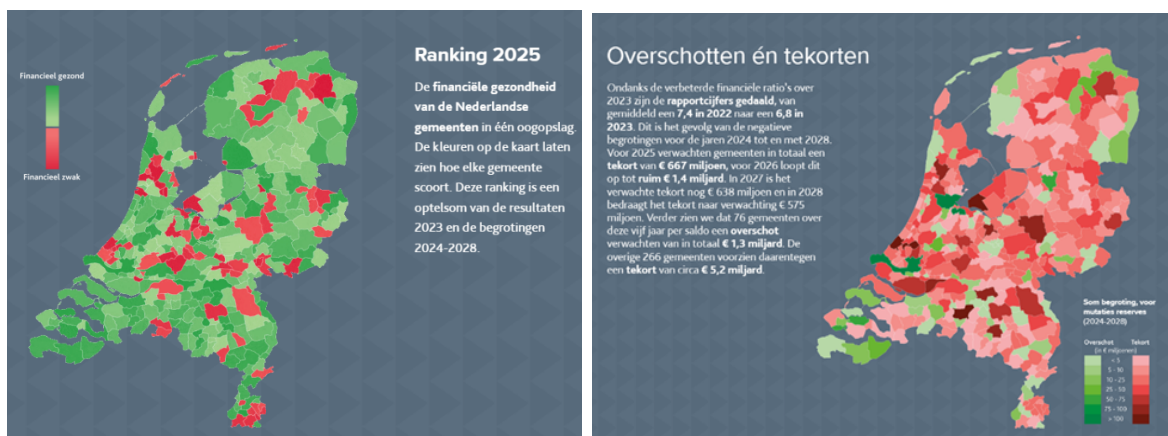 Ranking 2025
Financieel gezond
Financieel zwak
De financiële gezondheid
van de Nederlandse
gemeenten in één oogopslag.
De kleuren op de kaart laten
zien hoe elke gemeente
scoort. Deze ranking is een
optelsom van de resultaten
2023 en de begrotingen
2024-2028.
Overschotten én tekorten
Ondanks de verbeterde financiele ratio's over
2023 zijn de rapportcijfers gedaald, van
gemiddeld een 7,4 in 2022 naar een 6,8 in
2023. Dit is het gevolg van de negatieve
begrotingen voor de jaren 2024 tot en met 2028.
Voor 2025 verwachten gemeenten in totaal een
tekort van € 667 miljoen, voor 2026 loopt dit
op tot ruim € 1,4 miljard. In 2027 is het
verwachte tekort nog € 638 miljoen en in 2028
bedraagt het tekort naar verwachting € 575
miljoen. Verder zien we dat 76 gemeenten over
deze vijf jaar per saldo een overschot
verwachten van in totaal € 1,3 miljard. De
overige 266 gemeenten voorzien daarentegen
een tekort van circa € 5,2 miljard.
Som begroting, voor
mutaties reserves
(2024-2028)
Overschot Tekort
(in € miljoenen)
< 5
5 - 10
10 - 25
25 - 50
50 - 75
75 - 100
> 100